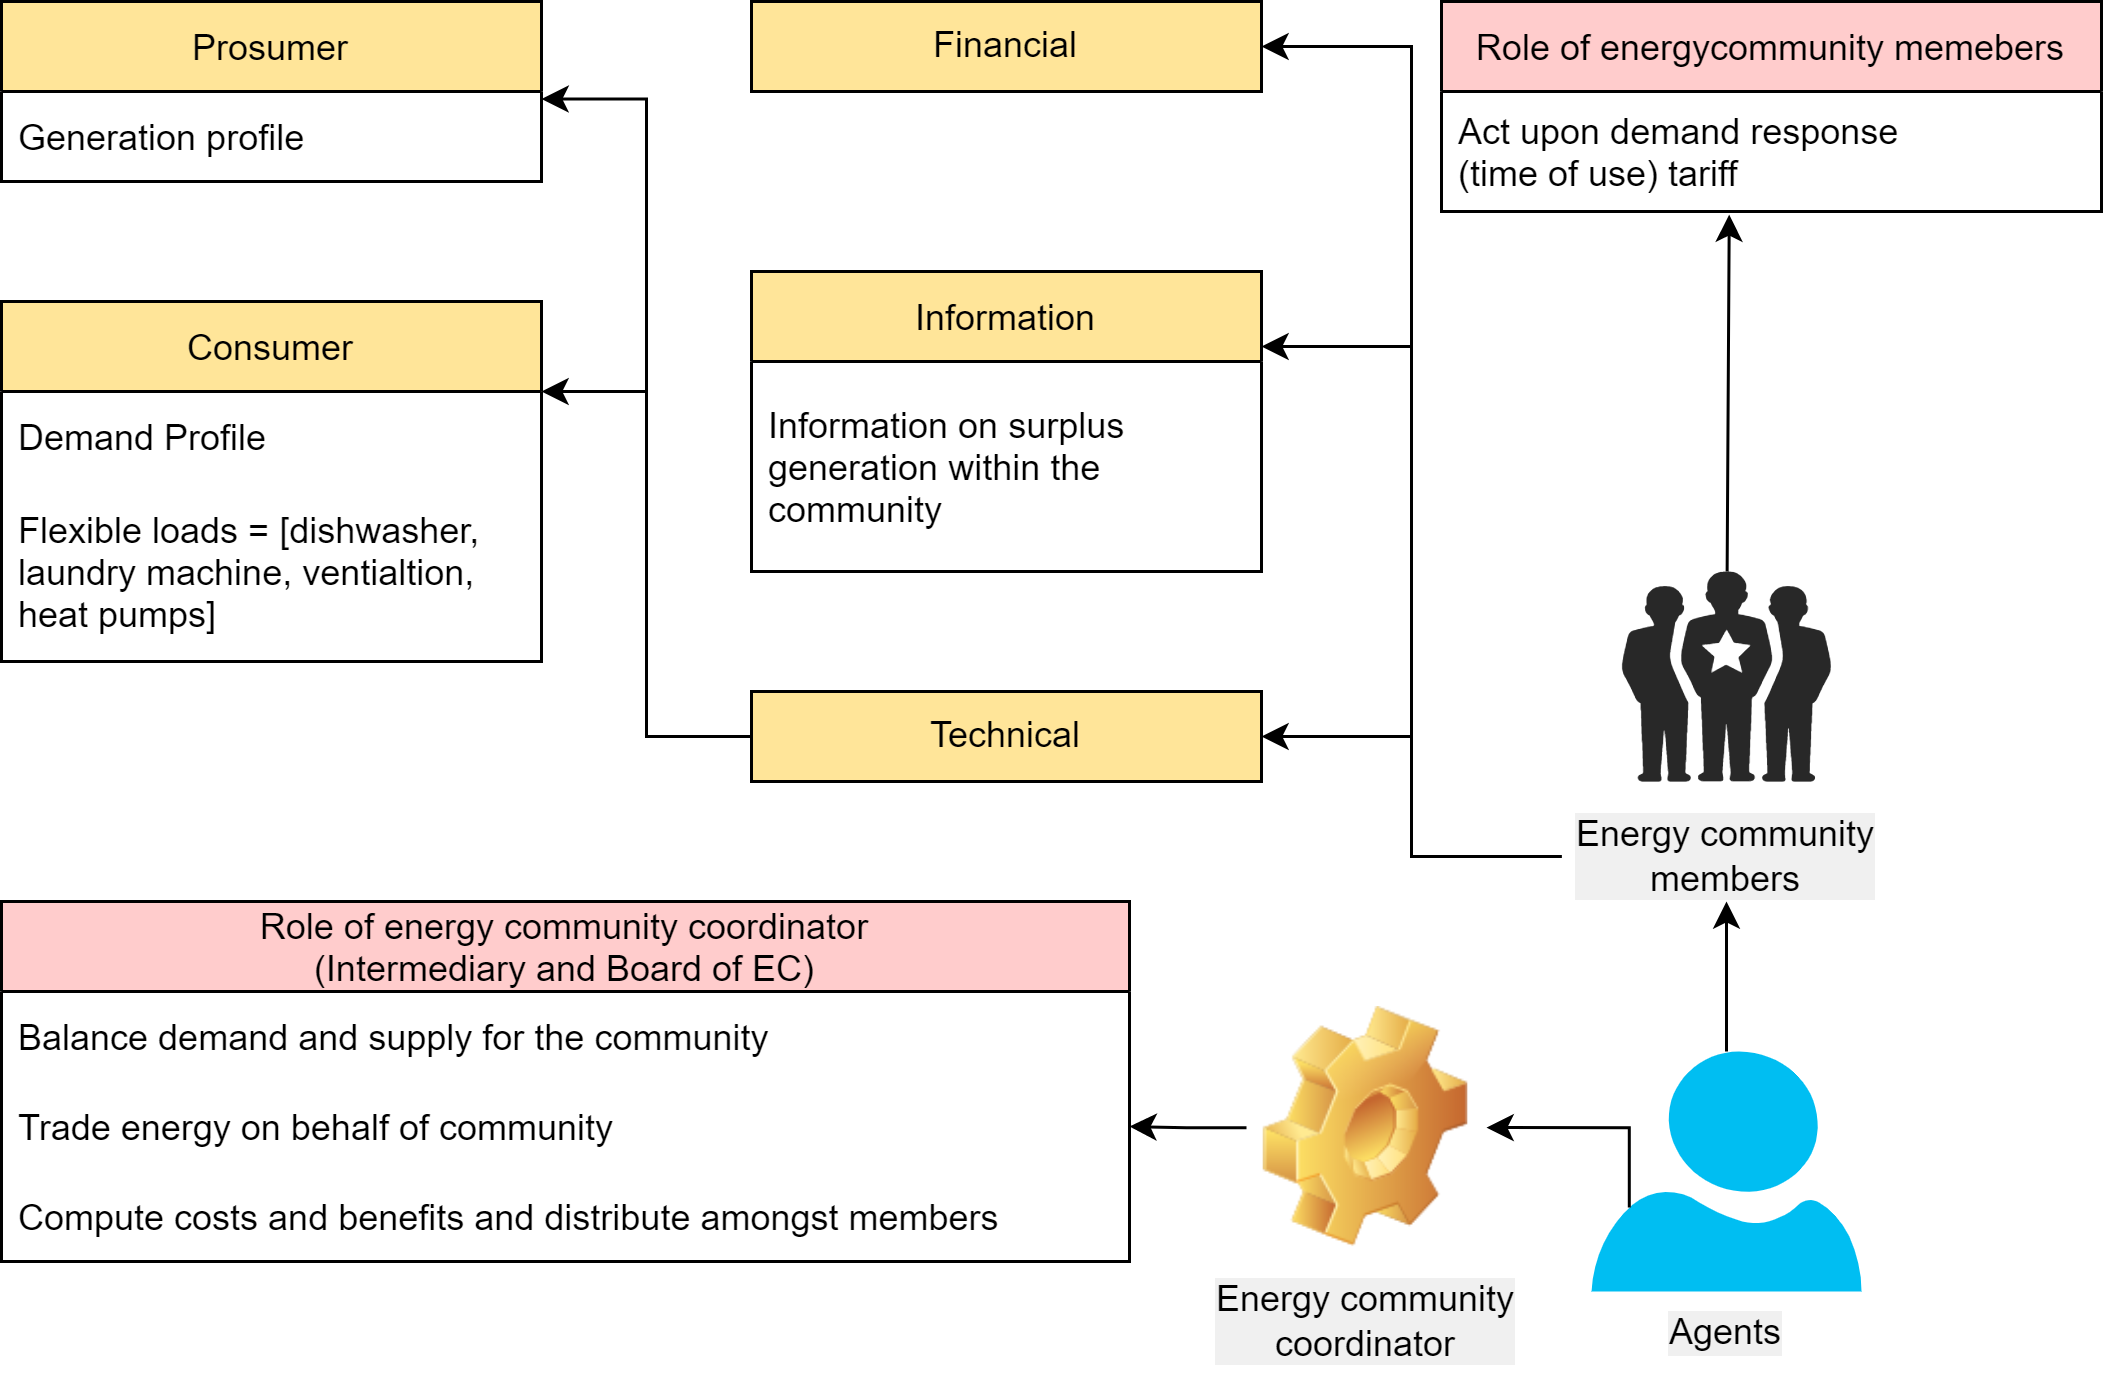 Prosumer
Generation profile
Financial
Role of energycommunity memebers
Act upon demand response
(time of use) tariff
Consumer
Demand Profile
Flexible loads = [dishwasher,
laundry machine, ventialtion,
heat pumps]
Information
Information on surplus
generation within the
community
Technical
Energy community
members
Role of energy community coordinator
(Intermediary and Board of EC)
Balance demand and supply for the community
Trade energy on behalf of community
Compute costs and benefits and distribute amongst members
Energy community
coordinator
Agents